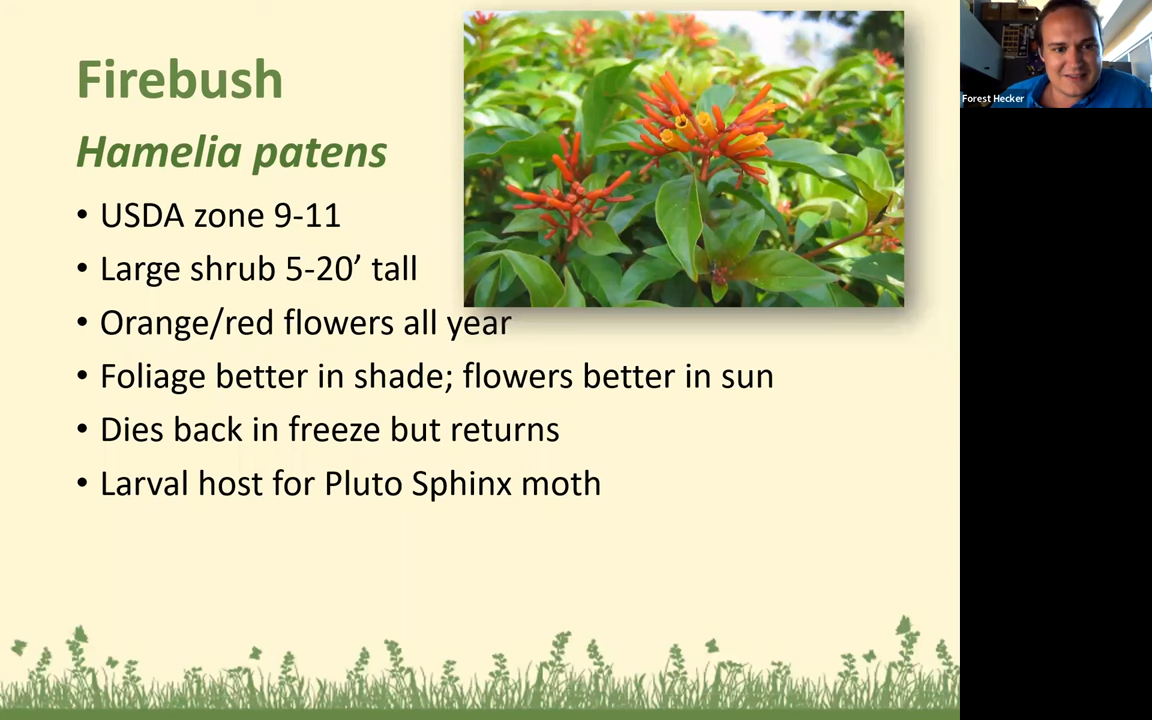 Firebush
Hamelia patens
• USDA zone 9-11
• Large shrub 5-20’ tall
• Orange/red flowers all year
• Foliage better in shade; flowers better in sun
• Dies back in freeze but returns
• Larval host for Pluto Sphinx moth
Forest Hecker